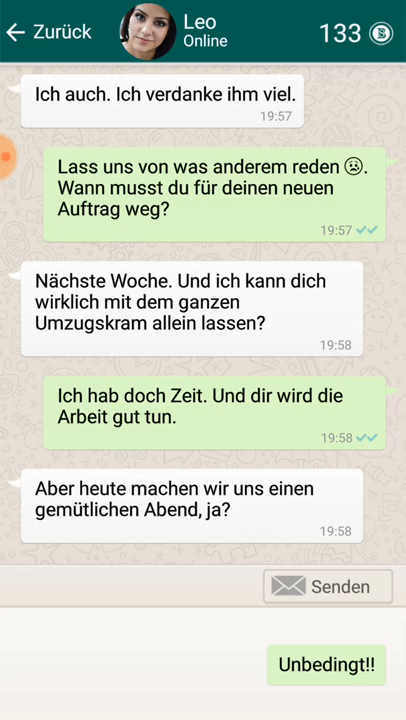 Zurück
Leo
Online
133
Ich auch. Ich verdanke ihm viel.
19:57
Lass uns von was anderem reden 😢.
Wann musst du für deinen neuen
Auftrag weg?
19:57
Nächste Woche. Und ich kann dich
wirklich mit dem ganzen
Umzugskram allein lassen?
19:58
Ich hab doch Zeit. Und dir wird die
Arbeit gut tun.
19:58
Aber heute machen wir uns einen
gemütlichen Abend, ja?
19:58
Senden
Unbedingt!!